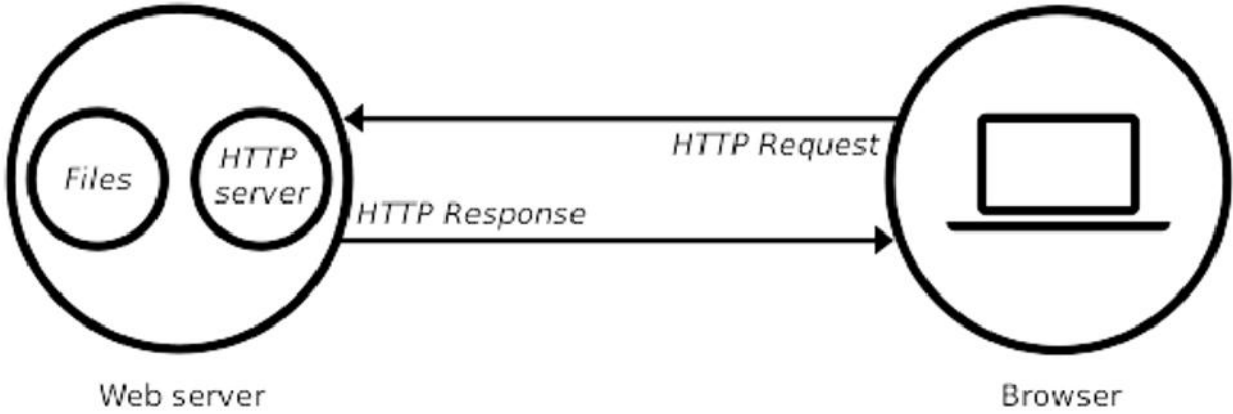 HTTP Request
Files
HTTP
server
HTTP Response
Web server
Browser